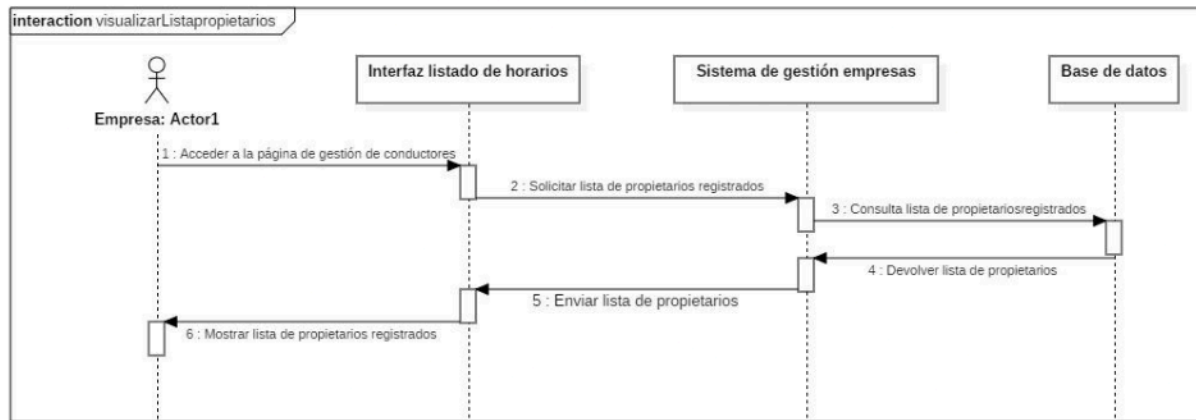 interaction visualizarListapropietarios
Interfaz listado de horarios
Sistema de gestión empresas
Base de datos
Empresa: Actor1
1 : Acceder a la página de gestión de conductores
2 : Solicitar lista de propietarios registrados
3 : Consulta lista de propietariosregistrados
4 : Devolver lista de propietarios
5 : Enviar lista de propietarios
6 : Mostrar lista de propietarios registrados